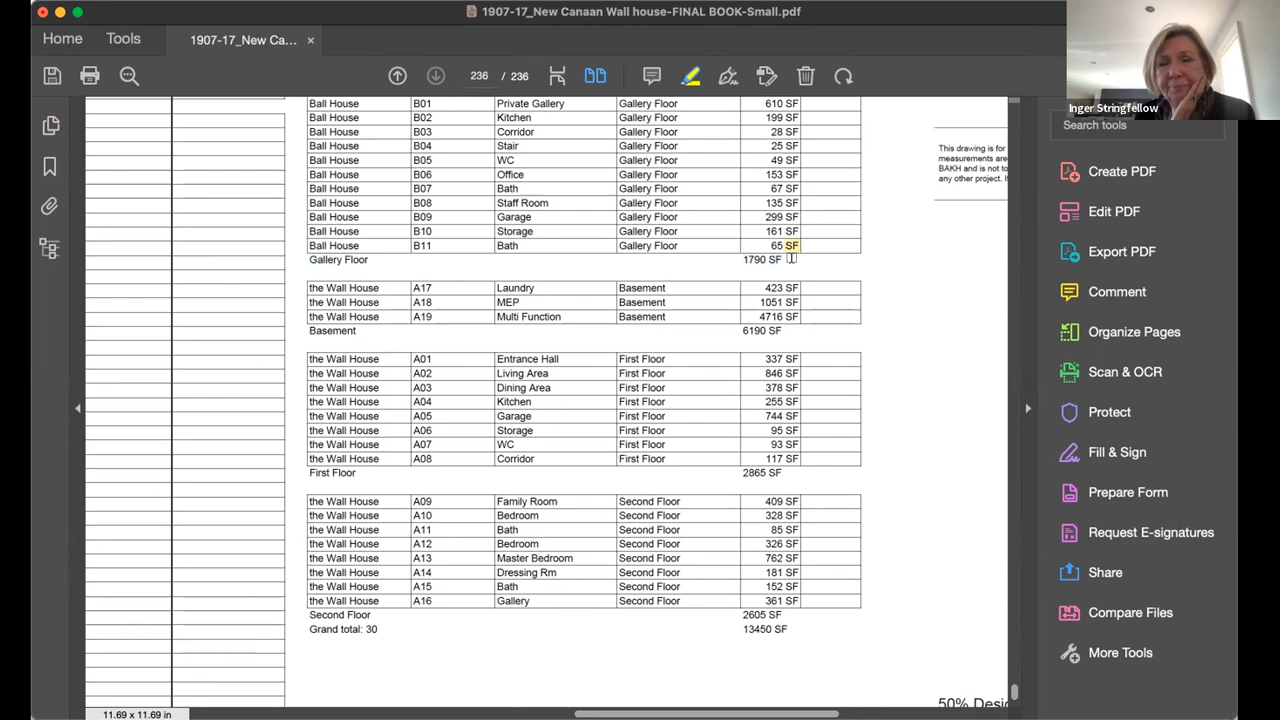 1907-17_New Canaan Wall house-FINAL BOOK-Small.pdf
Home Tools 1907-17_New Ca... ×
236 / 236
Inger Stringfellow
Search tools
Ball House B01 Private Gallery Gallery Floor 610 SF
Ball House B02 Kitchen Gallery Floor 199 SF
Ball House B03 Corridor Gallery Floor 28 SF
Ball House B04 Stair Gallery Floor 25 SF
Ball House B05 WC Gallery Floor 49 SF
Ball House B06 Office Gallery Floor 153 SF
Ball House B07 Bath Gallery Floor 67 SF
Ball House B08 Staff Room Gallery Floor 135 SF
Ball House B09 Garage Gallery Floor 299 SF
Ball House B10 Storage Gallery Floor 161 SF
Ball House B11 Bath Gallery Floor 65 SF
Gallery Floor 1790 SF
the Wall House A17 Laundry Basement 423 SF
the Wall House A18 MEP Basement 1051 SF
the Wall House A19 Multi Function Basement 4716 SF
Basement 6190 SF
the Wall House A01 Entrance Hall First Floor 337 SF
the Wall House A02 Living Area First Floor 846 SF
the Wall House A03 Dining Area First Floor 378 SF
the Wall House A04 Kitchen First Floor 255 SF
the Wall House A05 Garage First Floor 744 SF
the Wall House A06 Storage First Floor 95 SF
the Wall House A07 WC First Floor 93 SF
the Wall House A08 Corridor First Floor 117 SF
First Floor 2865 SF
the Wall House A09 Family Room Second Floor 409 SF
the Wall House A10 Bedroom Second Floor 328 SF
the Wall House A11 Bath Second Floor 85 SF
the Wall House A12 Bedroom Second Floor 326 SF
the Wall House A13 Master Bedroom Second Floor 762 SF
the Wall House A14 Dressing Rm Second Floor 181 SF
the Wall House A15 Bath Second Floor 152 SF
the Wall House A16 Gallery Second Floor 361 SF
Second Floor 2605 SF
Grand total: 30 13450 SF
This drawing is for
measurements are
BAKH and is not to
any other project. I
50% Desi
11.69 x 11.69 in
Create PDF
Edit PDF
Export PDF
Comment
Organize Pages
Scan & OCR
Protect
Fill & Sign
Prepare Form
Request E-signatures
Share
Compare Files
More Tools